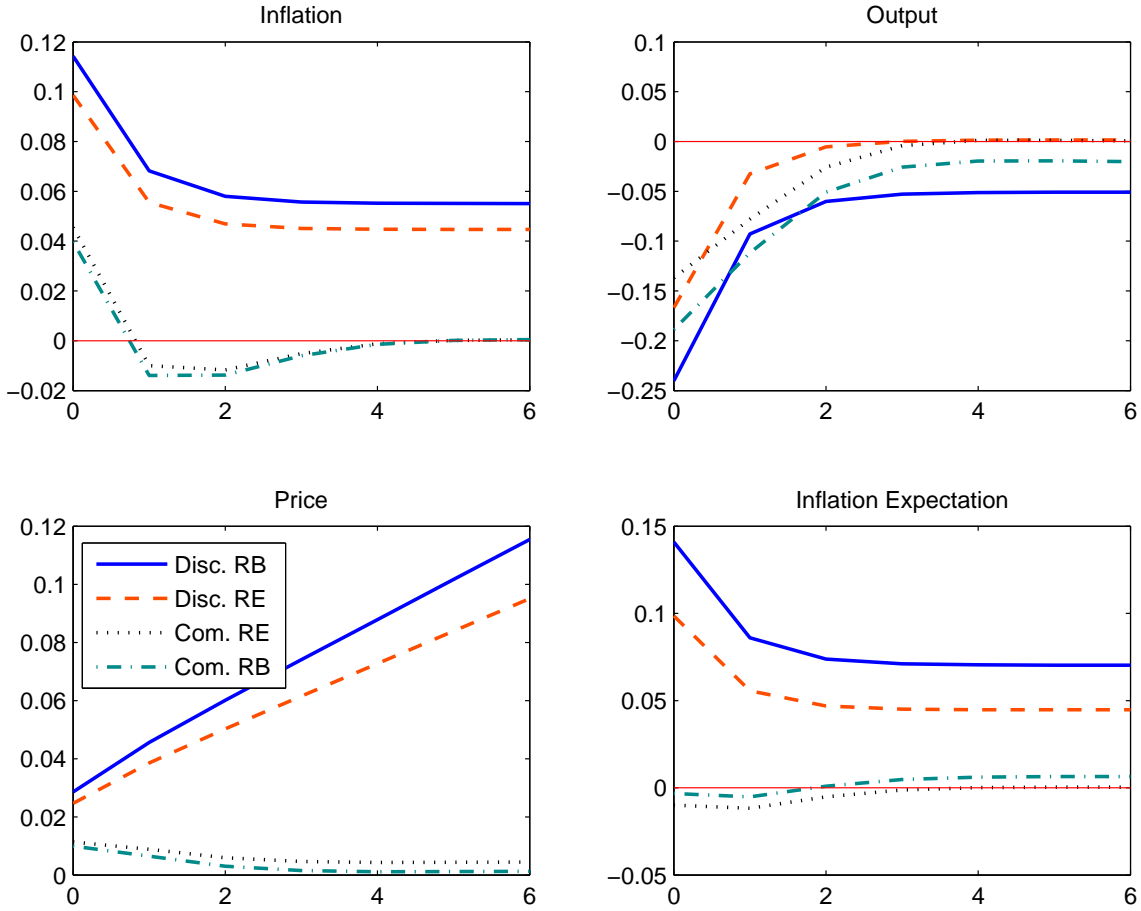 Inflation
0.12
0.1
0.08
0.06
0.04
0.02
0
−0.02
0 2 4 6
Output
0.1
0.05
0
−0.05
−0.1
−0.15
−0.2
−0.25
0 2 4 6
Price
0.12
0.1
0.08
0.06
0.04
0.02
0
0 2 4 6
Disc. RB
Disc. RE
Com. RE
Com. RB
Inflation Expectation
0.15
0.1
0.05
0
−0.05
0 2 4 6